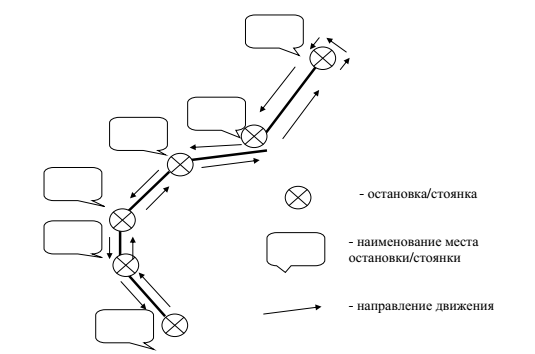 - остановка/стоянка
- наименование места
остановки/стоянки
- направление движения